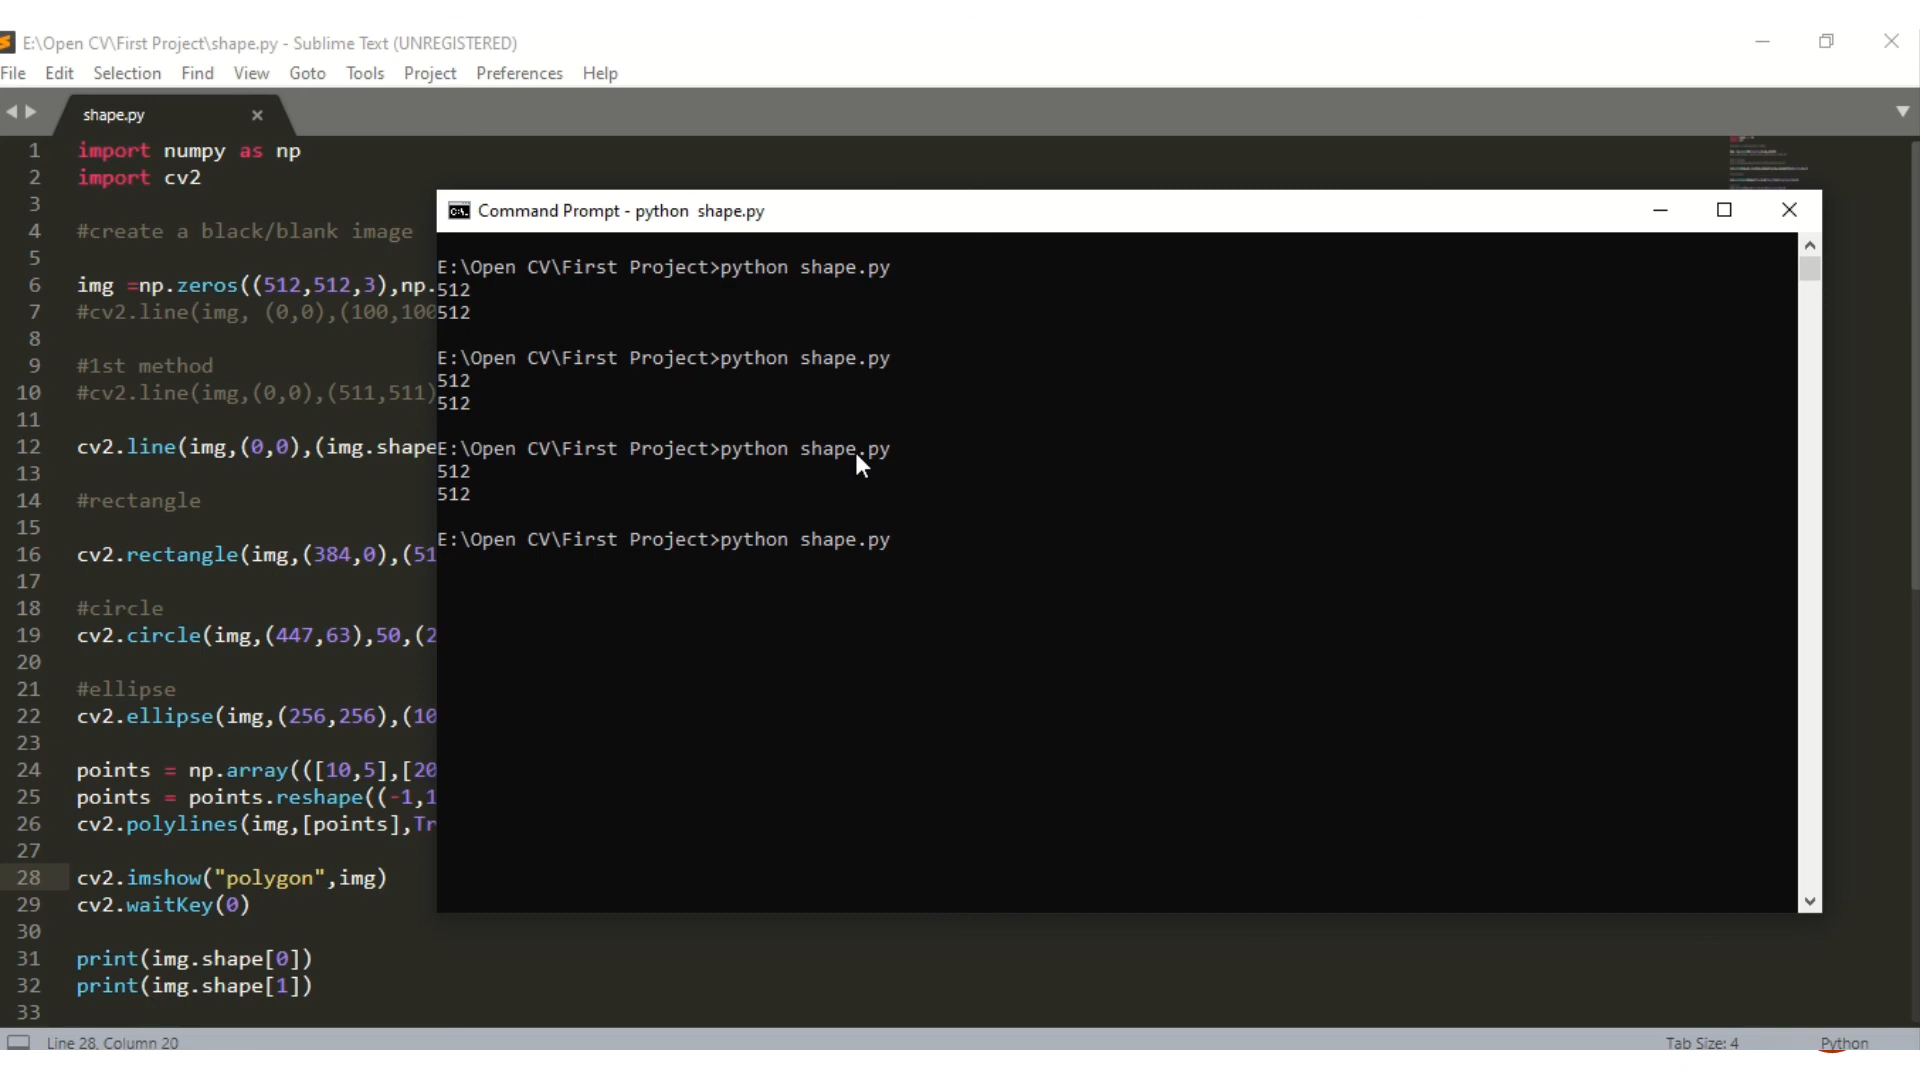 E:\Open CV\First Project\shape.py - Sublime Text (UNREGISTERED)
File Edit Selection Find View Goto Tools Project Preferences Help
shape.py
1 import numpy as np
2 import cv2
3
4 #create a black/blank image
5
6 img =np.zeros((512,512,3),np.
7 #cv2.line(img, (0,0),(100,100
8
9 #1st method
10 #cv2.line(img,(0,0),(511,511)
11
12 cv2.line(img,(0,0),(img.shape
13
14 #rectangle
15
16 cv2.rectangle(img,(384,0),(51
17
18 #circle
19 cv2.circle(img,(447,63),50,(2
20
21 #ellipse
22 cv2.ellipse(img,(256,256),(10
23
24 points = np.array(([10,5],[20
25 points = points.reshape((-1,1
26 cv2.polylines(img,[points],Tr
27
28 cv2.imshow("polygon",img)
29 cv2.waitKey(0)
30
31 print(img.shape[0])
32 print(img.shape[1])
33
Command Prompt - python shape.py
E:\Open CV\First Project>python shape.py
512
512
E:\Open CV\First Project>python shape.py
512
512
E:\Open CV\First Project>python shape.py
512
512
E:\Open CV\First Project>python shape.py
Line 28, Column 20
Tab Size: 4
Python